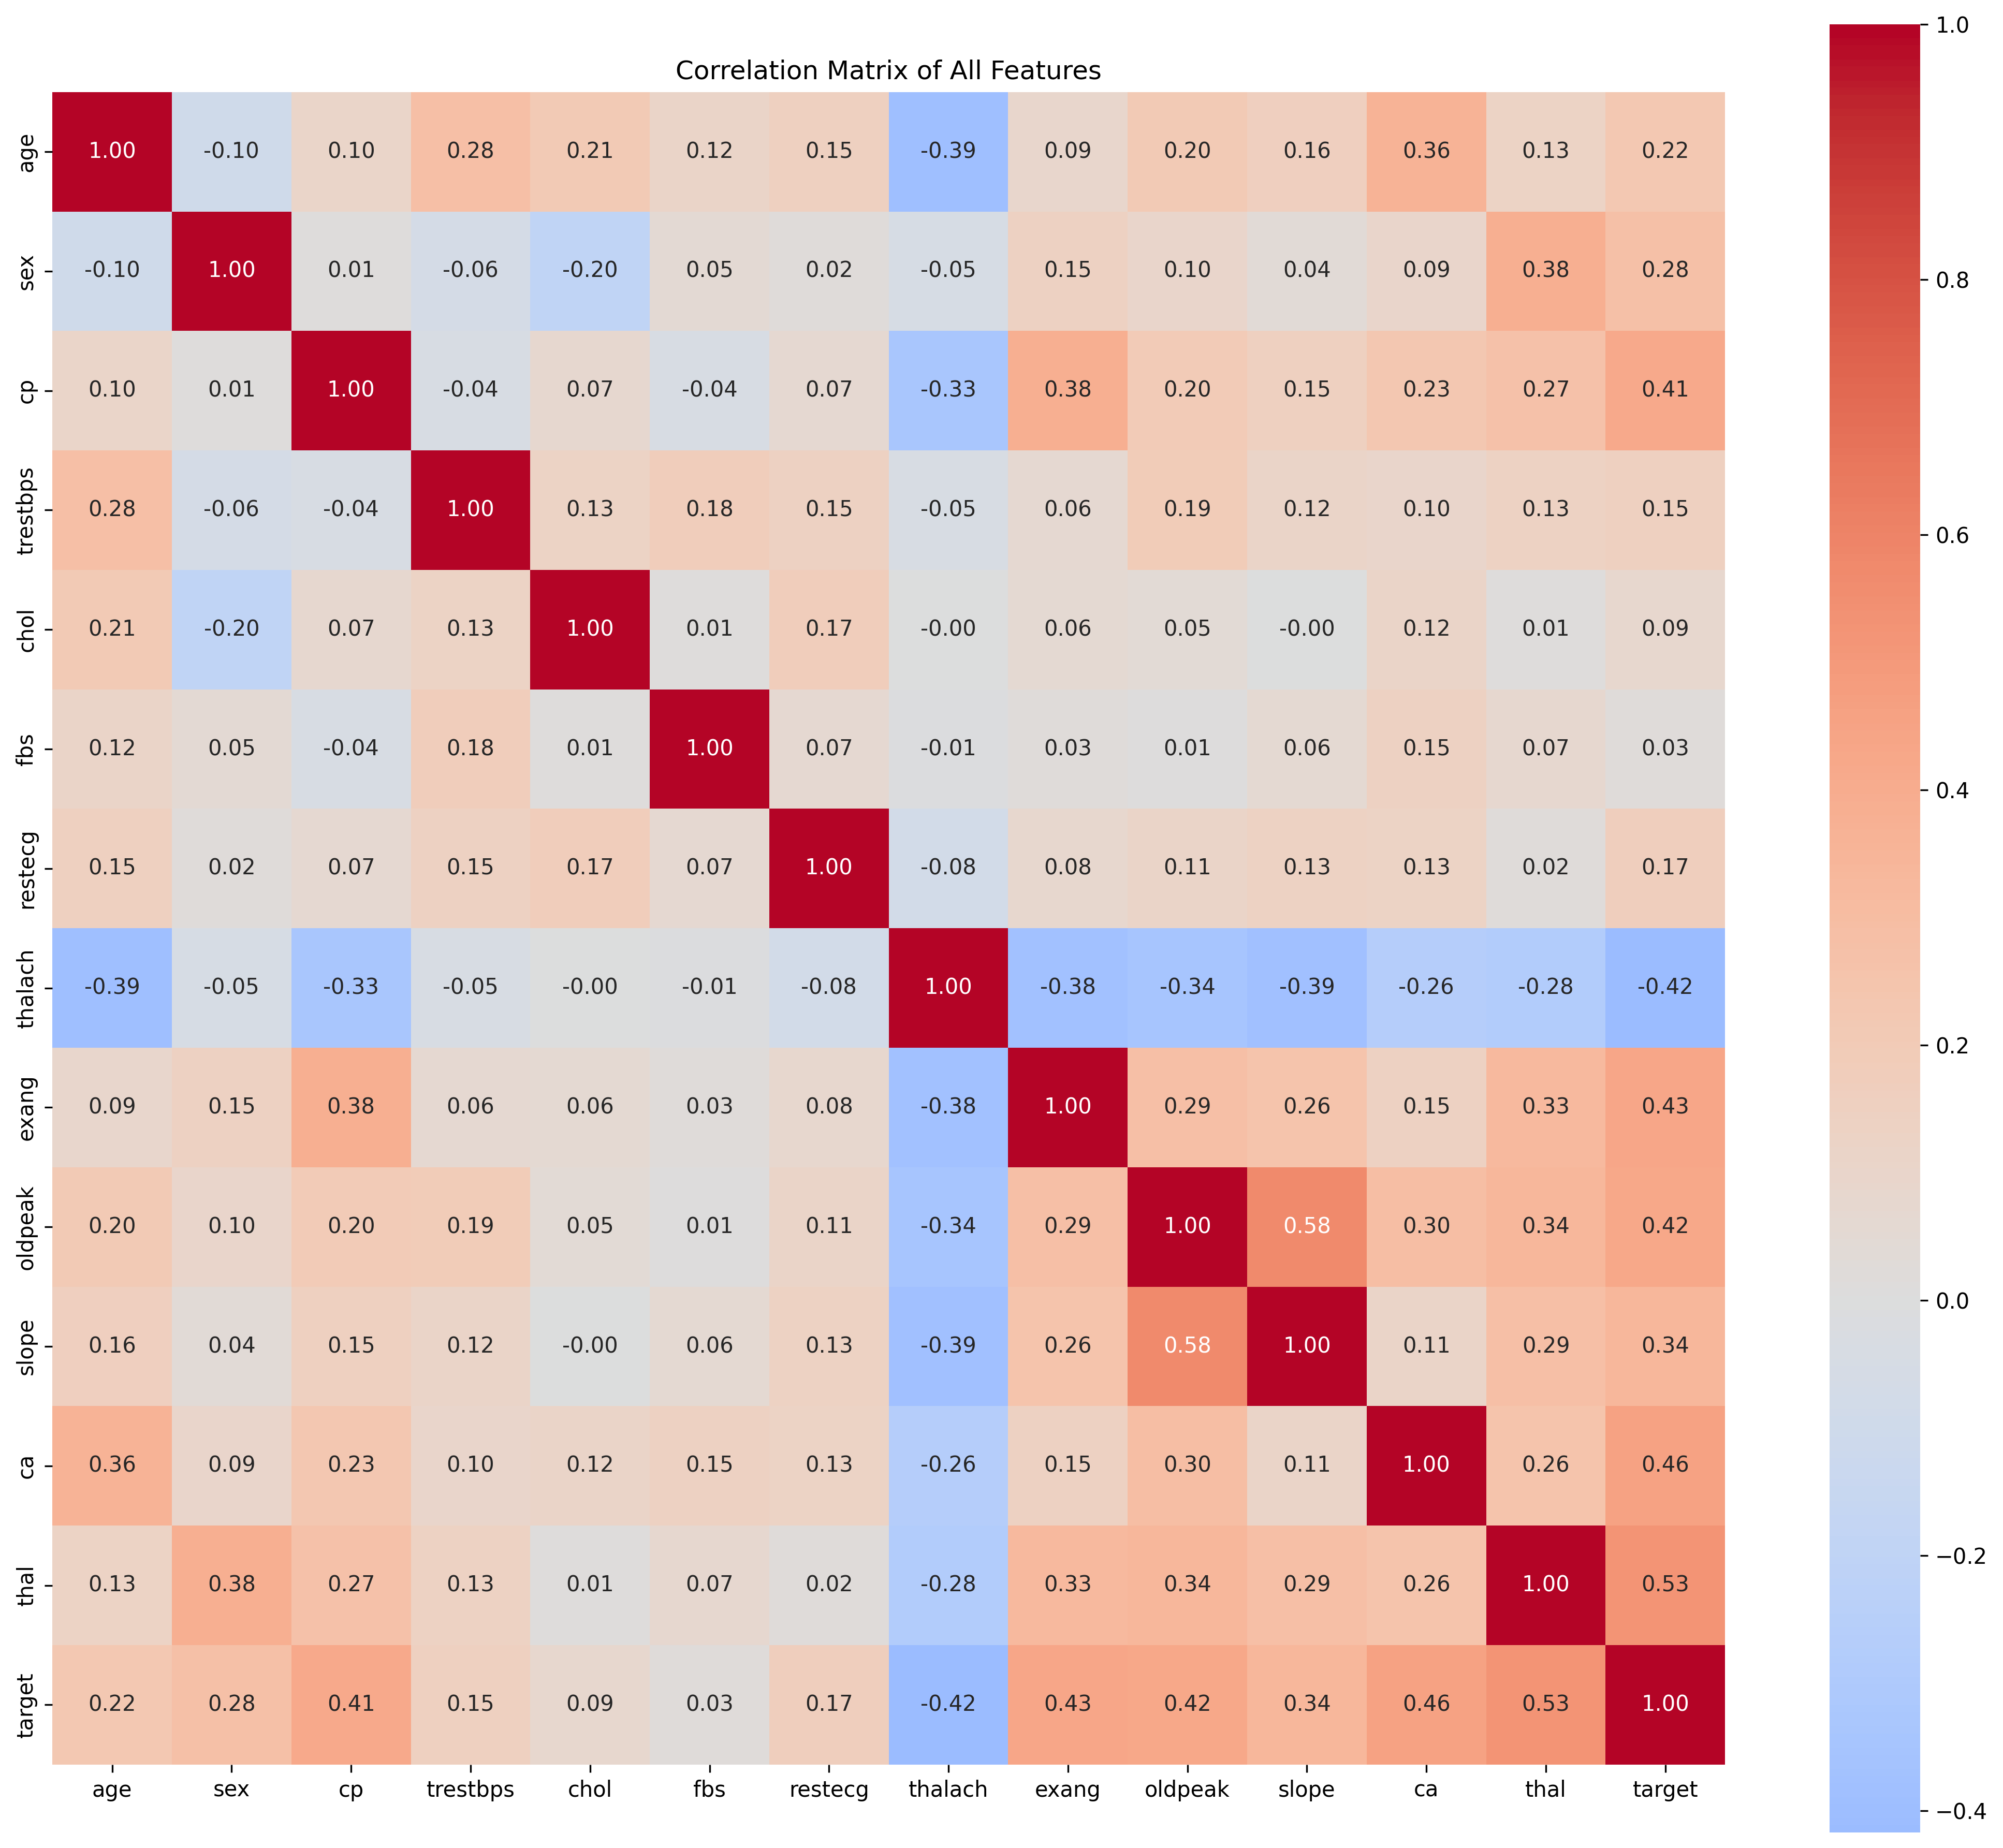 Correlation Matrix of All Features
age 1.00 -0.10 0.10 0.28 0.21 0.12 0.15 -0.39 0.09 0.20 0.16 0.36 0.13 0.22
sex -0.10 1.00 0.01 -0.06 -0.20 0.05 0.02 -0.05 0.15 0.10 0.04 0.09 0.38 0.28
cp 0.10 0.01 1.00 -0.04 0.07 -0.04 0.07 -0.33 0.38 0.20 0.15 0.23 0.27 0.41
trestbps 0.28 -0.06 -0.04 1.00 0.13 0.18 0.15 -0.05 0.06 0.19 0.12 0.10 0.13 0.15
chol 0.21 -0.20 0.07 0.13 1.00 0.01 0.17 -0.00 0.06 0.05 -0.00 0.12 0.01 0.09
fbs 0.12 0.05 -0.04 0.18 0.01 1.00 0.07 -0.01 0.03 0.01 0.06 0.15 0.07 0.03
restecg 0.15 0.02 0.07 0.15 0.17 0.07 1.00 -0.08 0.08 0.11 0.13 0.13 0.02 0.17
thalach -0.39 -0.05 -0.33 -0.05 -0.00 -0.01 -0.08 1.00 -0.38 -0.34 -0.39 -0.26 -0.28 -0.42
exang 0.09 0.15 0.38 0.06 0.06 0.03 0.08 -0.38 1.00 0.29 0.26 0.15 0.33 0.43
oldpeak 0.20 0.10 0.20 0.19 0.05 0.01 0.11 -0.34 0.29 1.00 0.58 0.30 0.34 0.42
slope 0.16 0.04 0.15 0.12 -0.00 0.06 0.13 -0.39 0.26 0.58 1.00 0.11 0.29 0.34
ca 0.36 0.09 0.23 0.10 0.12 0.15 0.13 -0.26 0.15 0.30 0.11 1.00 0.26 0.46
thal 0.13 0.38 0.27 0.13 0.01 0.07 0.02 -0.28 0.33 0.34 0.29 0.26 1.00 0.53
target 0.22 0.28 0.41 0.15 0.09 0.03 0.17 -0.42 0.43 0.42 0.34 0.46 0.53 1.00
age sex cp trestbps chol fbs restecg thalach exang oldpeak slope ca thal target
1.0
0.8
0.6
0.4
0.2
0.0
−0.2
−0.4